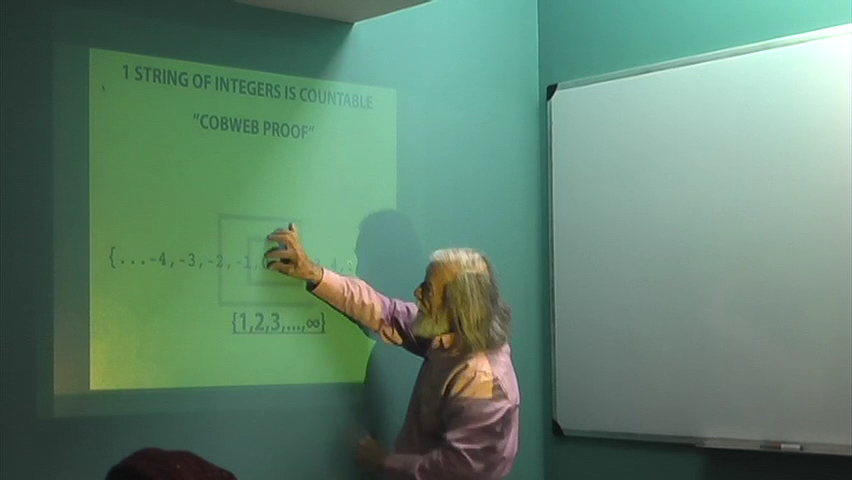 1 STRING OF INTEGERS IS COUNTABLE
"COBWEB PROOF"
{...-4,-3,-2,-1,
{1,2,3,...,∞}